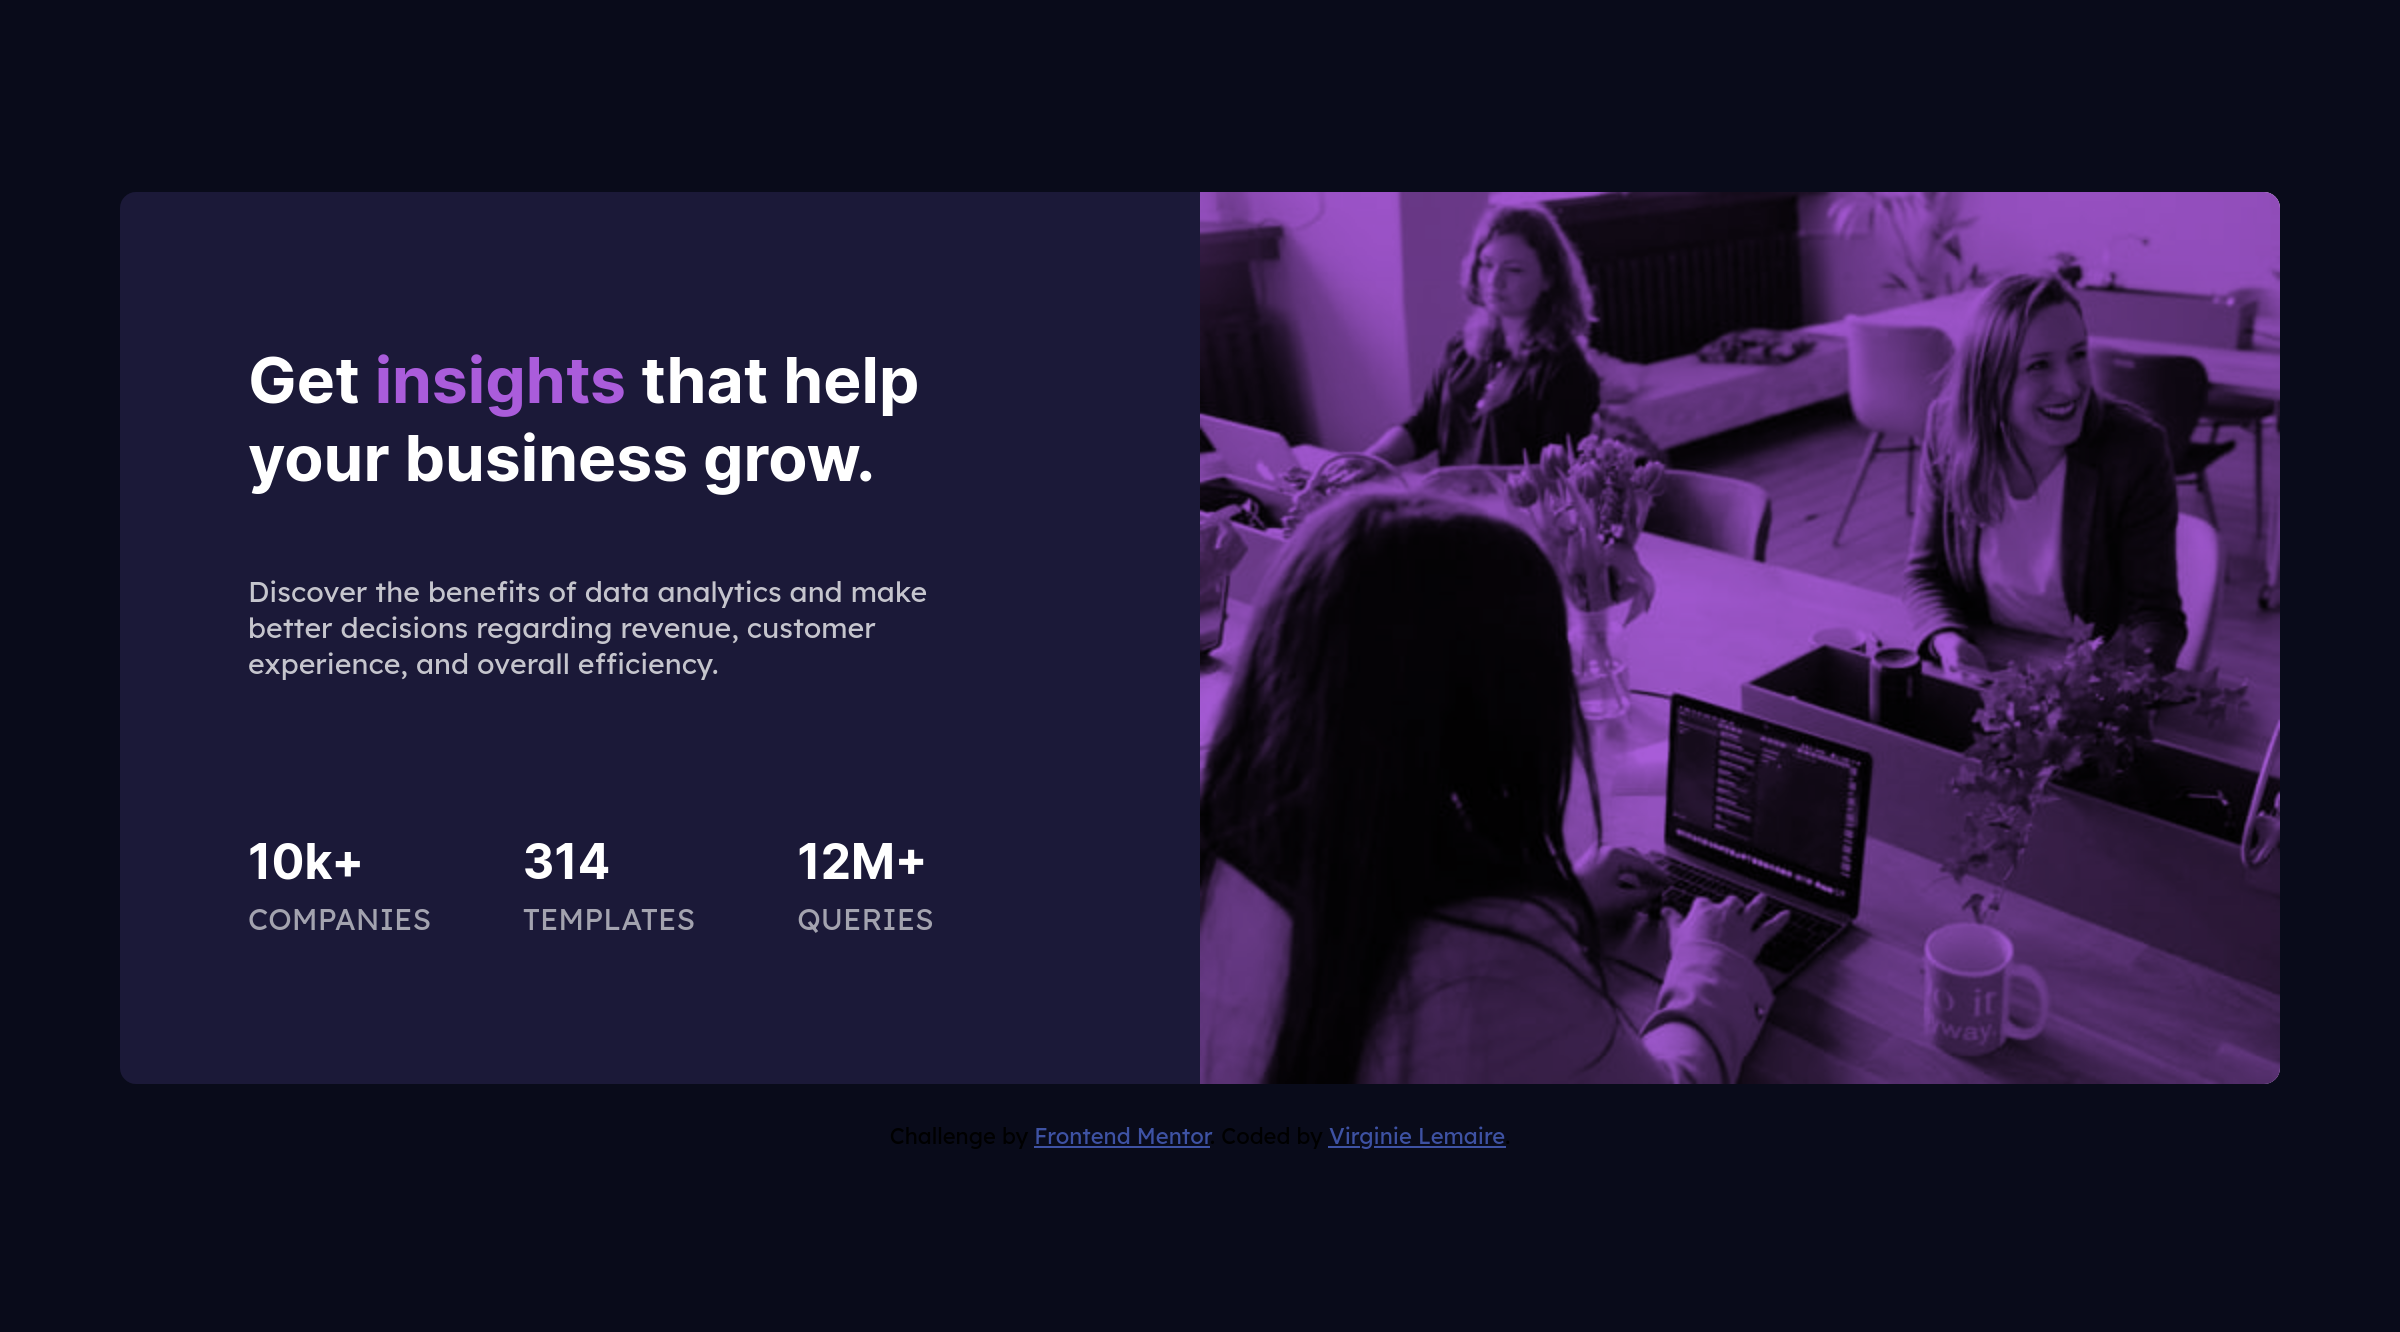 Get insights that help
your business grow.
Discover the benefits of data analytics and make
better decisions regarding revenue, customer
experience, and overall efficiency.
10k+ 314 12M+
COMPANIES TEMPLATES QUERIES
it
Challenge by Frontend Mentor. Coded by Virginie Lemaire